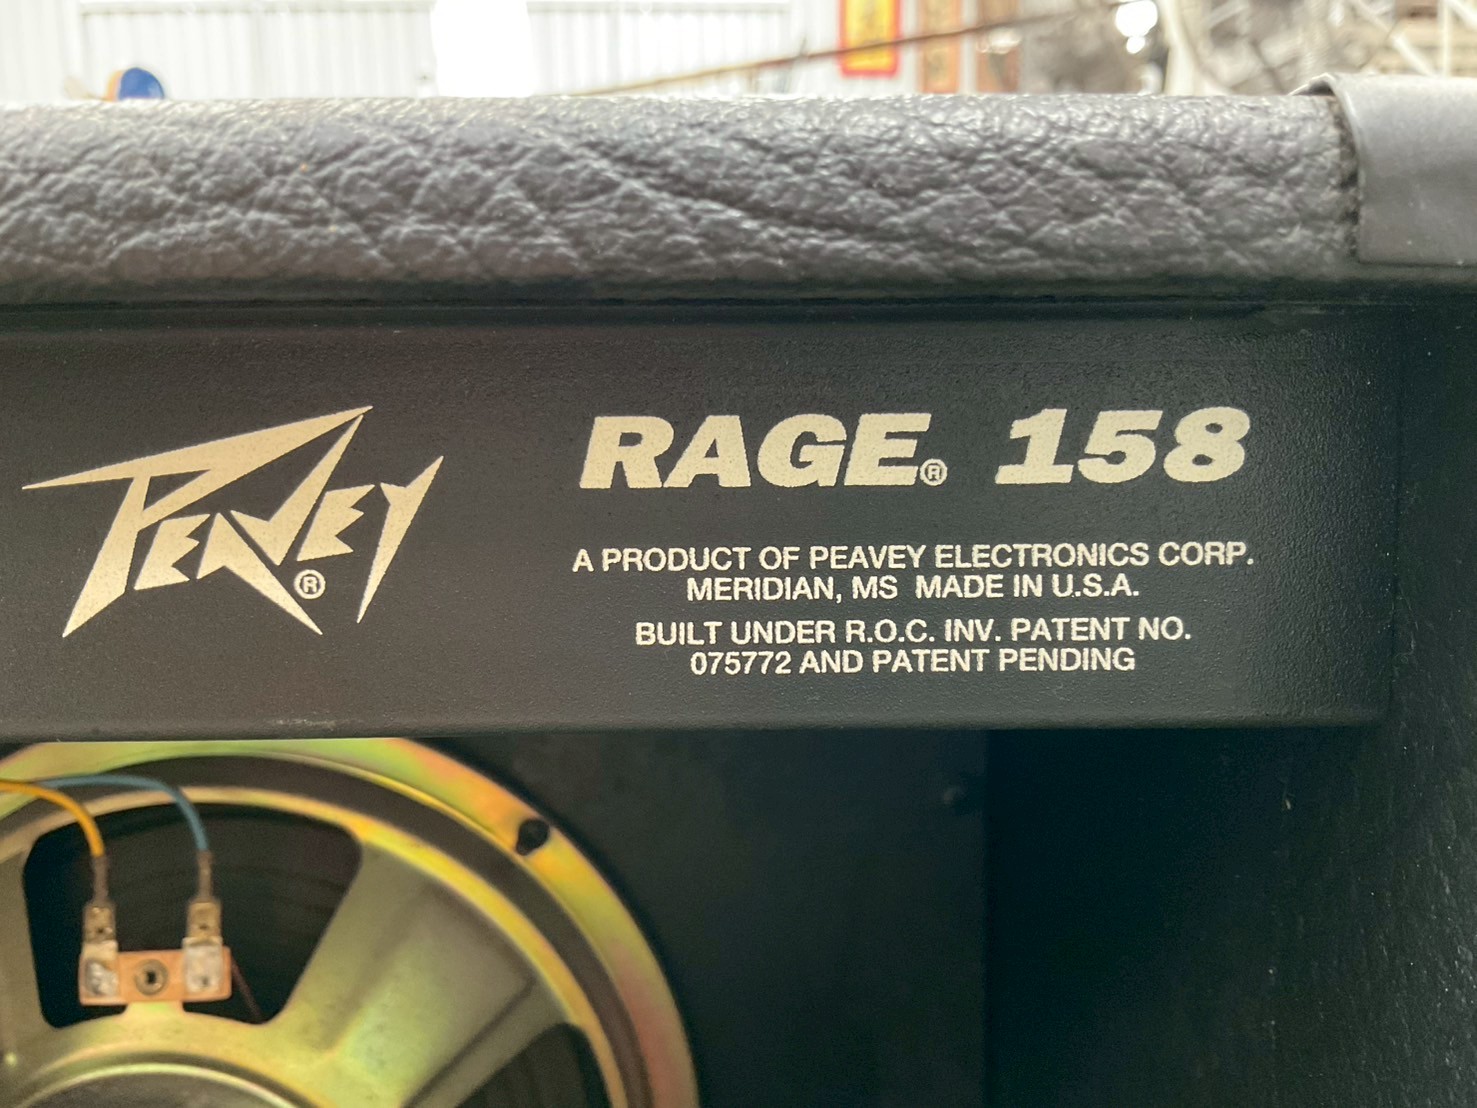 PEAVEY®
RAGE® 158
A PRODUCT OF PEAVEY ELECTRONICS CORP.
MERIDIAN, MS MADE IN U.S.A.
BUILT UNDER R.O.C. INV. PATENT NO.
075772 AND PATENT PENDING